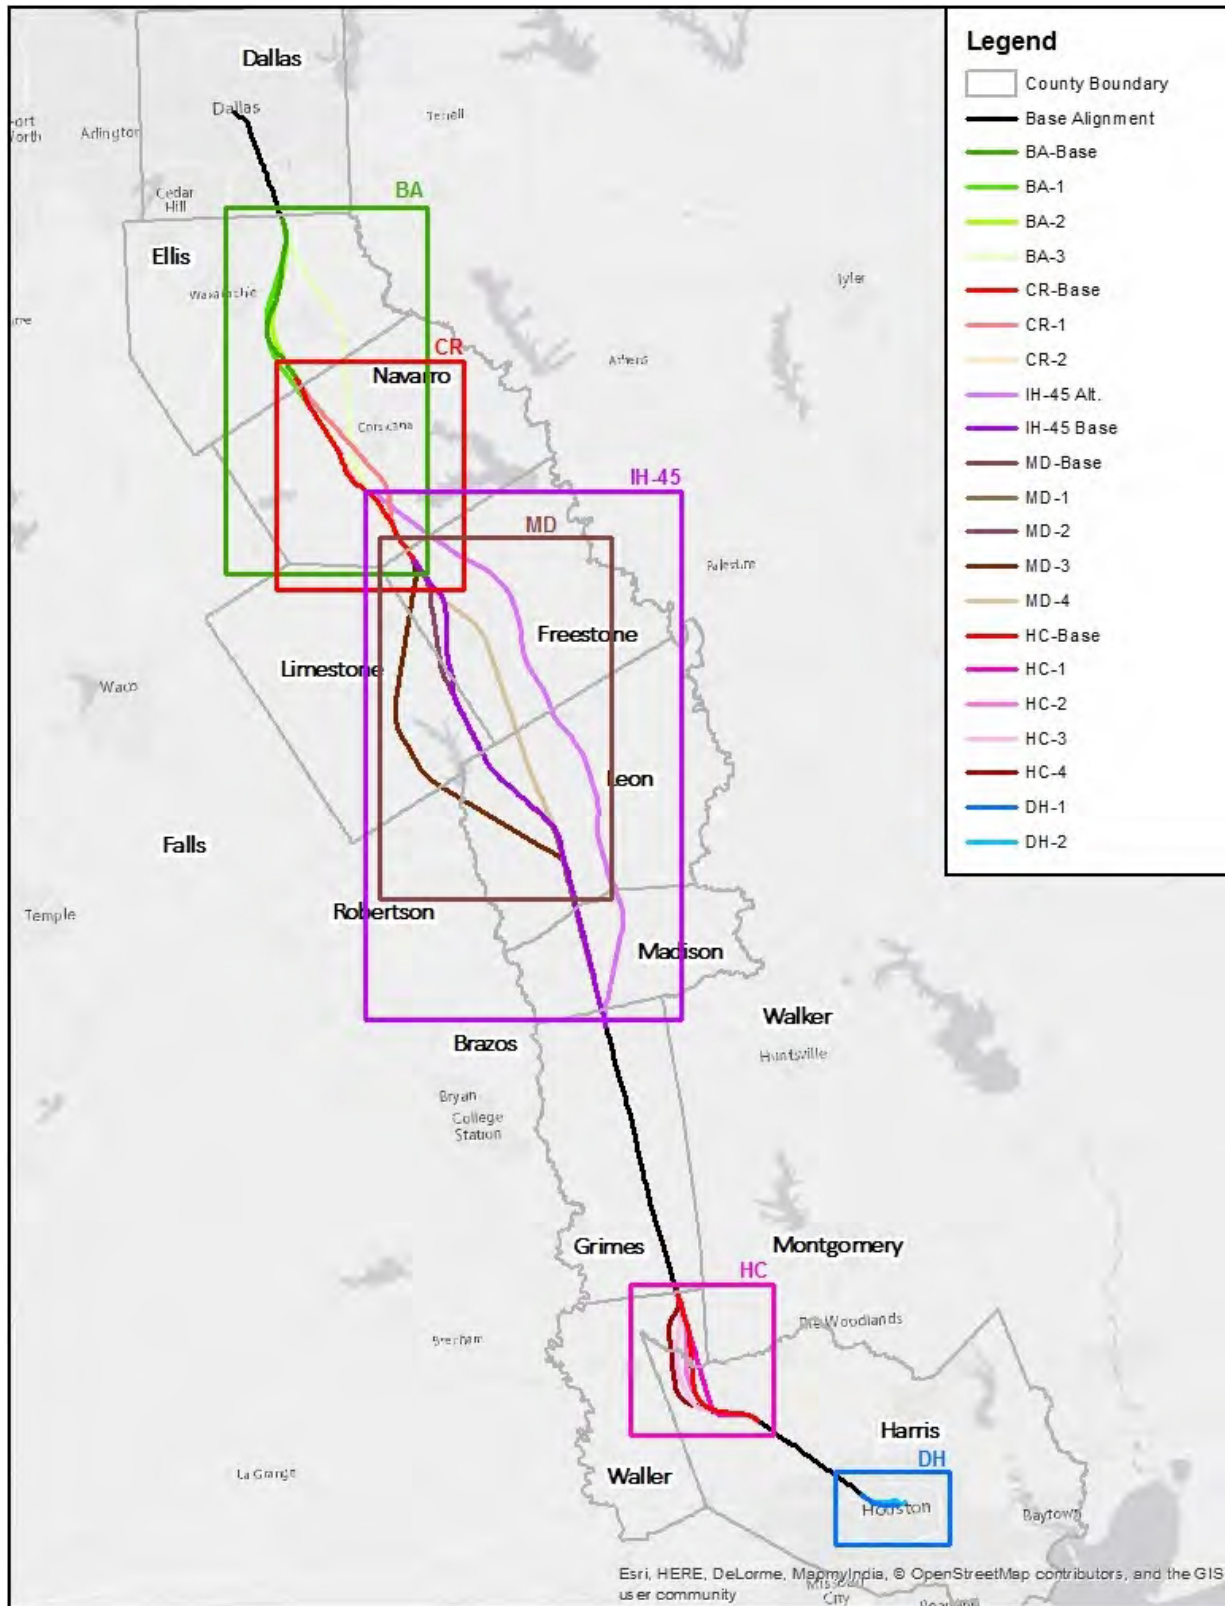 Dallas
Dallas
Terrell
Arlington
Cedar
Hill
BA
Ellis
Waxahachie
Tyler
CR
Navarro
Athens
Corsicana
IH-45
MD
Palestine
Freestone
Limestone
Waco
Leon
Falls
Temple
Robertson
Madison
Walker
Brazos
Huntsville
Bryan
College
Station
Grimes
Montgomery
HC
The Woodlands
Brenham
Harris
DH
La Grange
Waller
Houston
Baytown
Esri, HERE, DeLorme, MapmyIndia, © OpenStreetMap contributors, and the GIS
user community
City
Legend
County Boundary
Base Alignment
BA-Base
BA-1
BA-2
BA-3
CR-Base
CR-1
CR-2
IH-45 Alt.
IH-45 Base
MD-Base
MD-1
MD-2
MD-3
MD-4
HC-Base
HC-1
HC-2
HC-3
HC-4
DH-1
DH-2